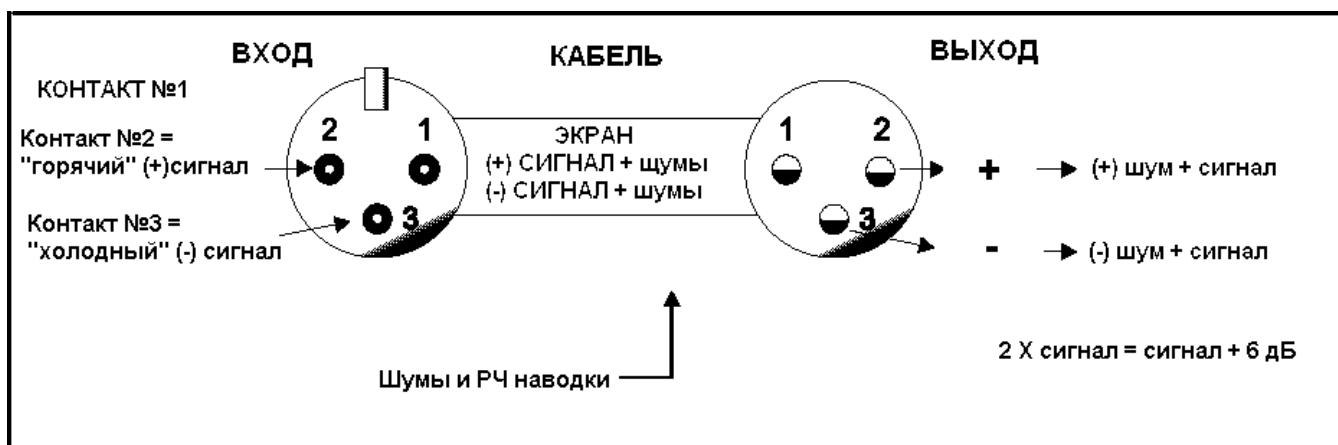 ВХОД
КАБЕЛЬ
ВЫХОД
КОНТАКТ №1
Контакт №2 =
"горячий" (+)сигнал
2 1
ЭКРАН
(+) СИГНАЛ + щумы
(-) СИГНАЛ + шумы
1 2
+
(+) шум + сигнал
Контакт №3 =
"холодный" (-) сигнал
3
3
-
(-) шум + сигнал
2 X сигнал = сигнал + 6 дБ
Шумы и РЧ наводки